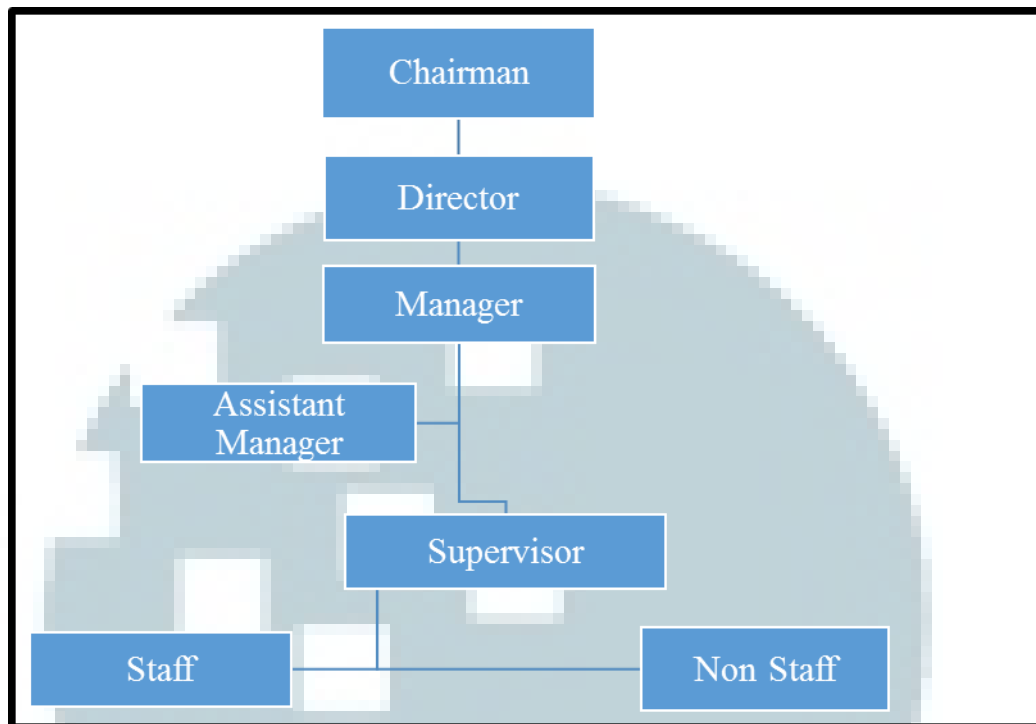 Chairman
Director
Manager
Assistant
Manager
Supervisor
Staff
Non Staff